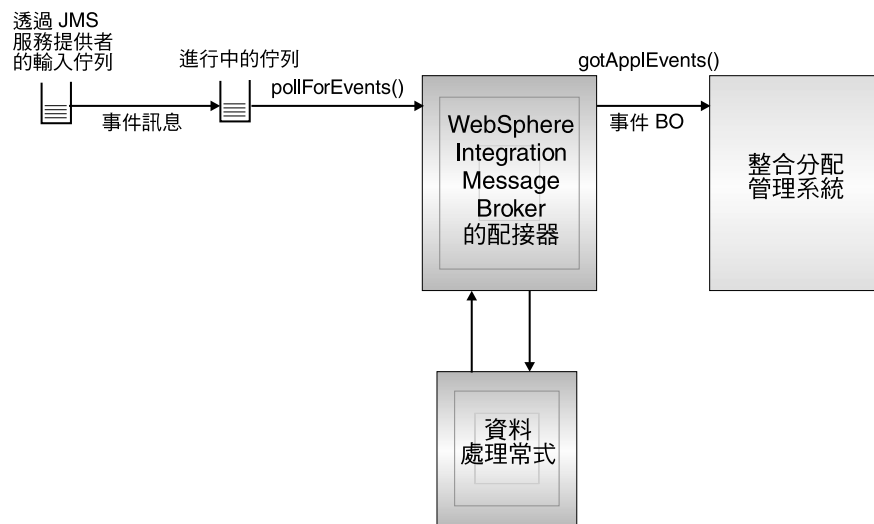 透過 JMS
服務提供者
的輸入佇列
進行中的佇列
事件訊息
pollForEvents()
WebSphere
Integration
Message
Broker
的配接器
gotApplEvents()
事件 BO
整合分配
管理系統
資料
處理常式